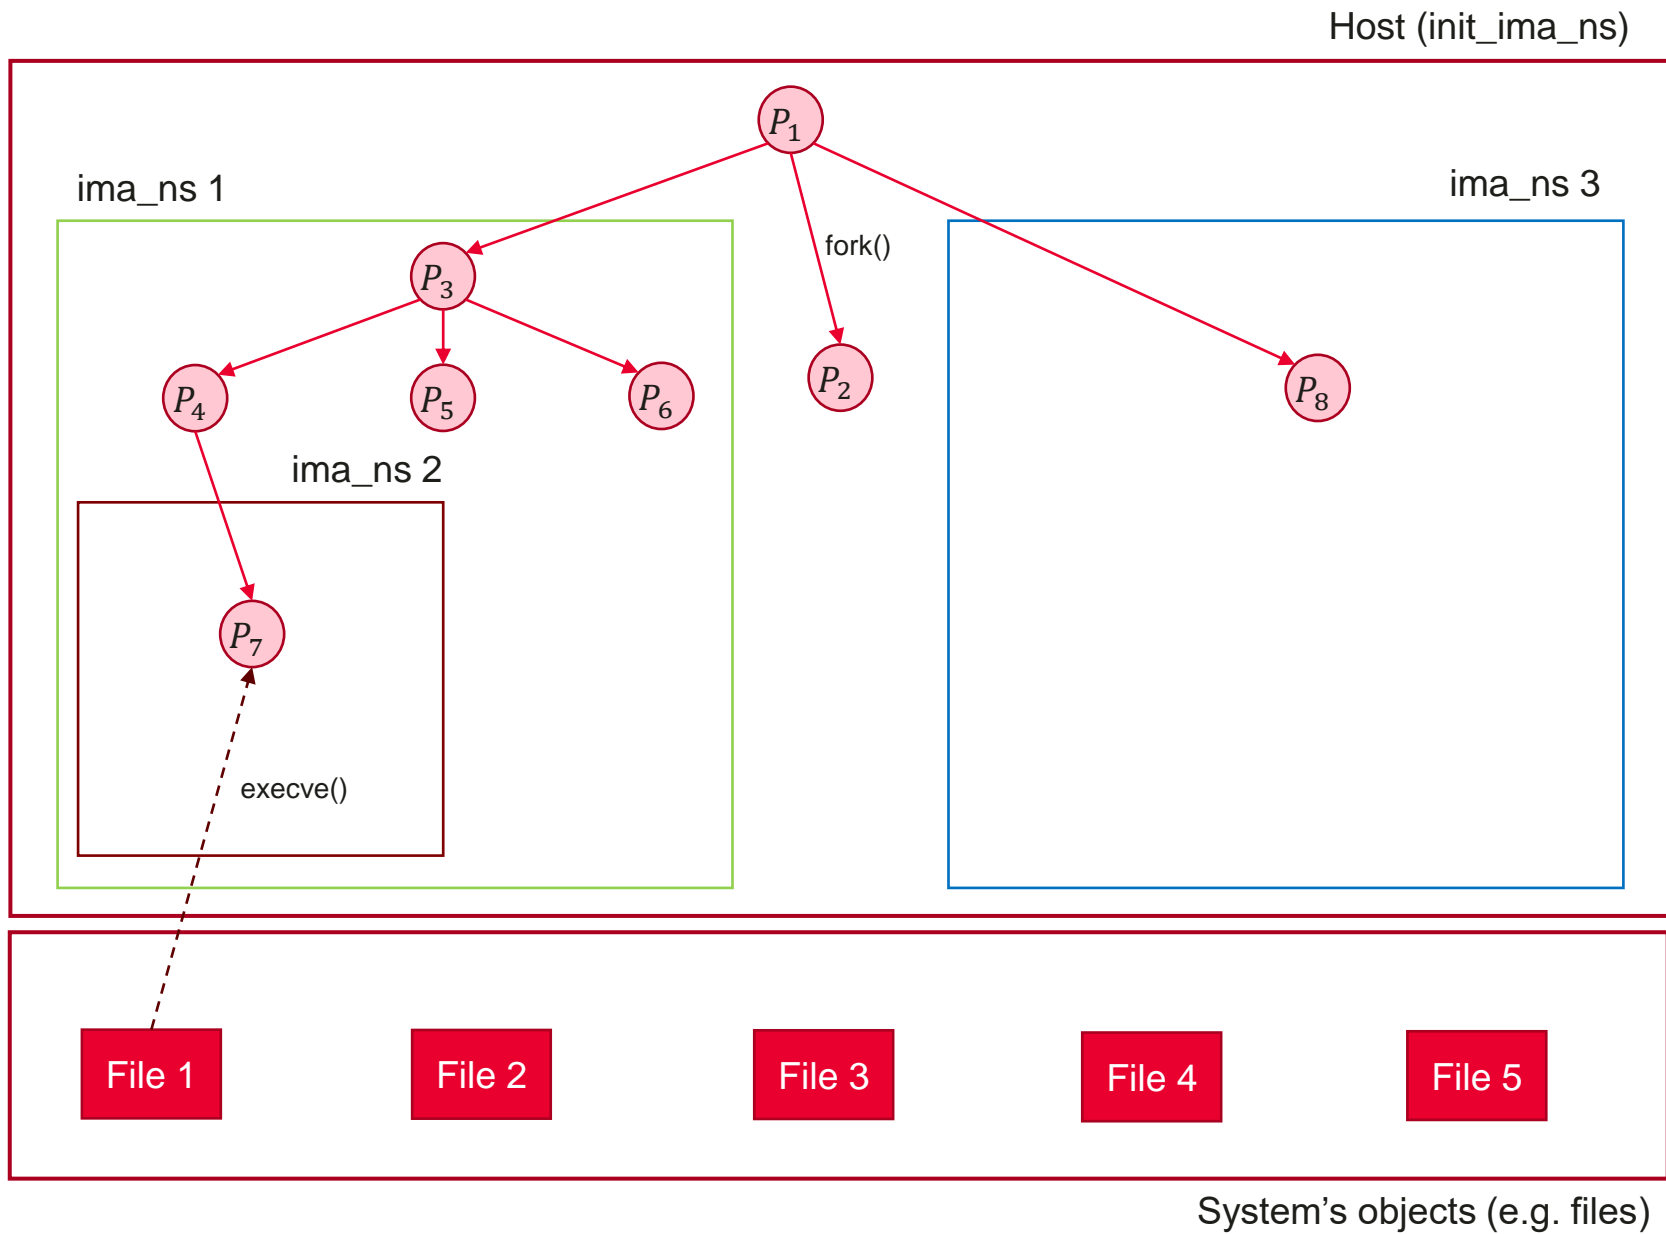 Host (init_ima_ns)
P1
ima_ns 1
ima_ns 3
fork()
P3
P4
P5
P6
P2
P8
ima_ns 2
P7
execve()
File 1
File 2
File 3
File 4
File 5
System’s objects (e.g. files)